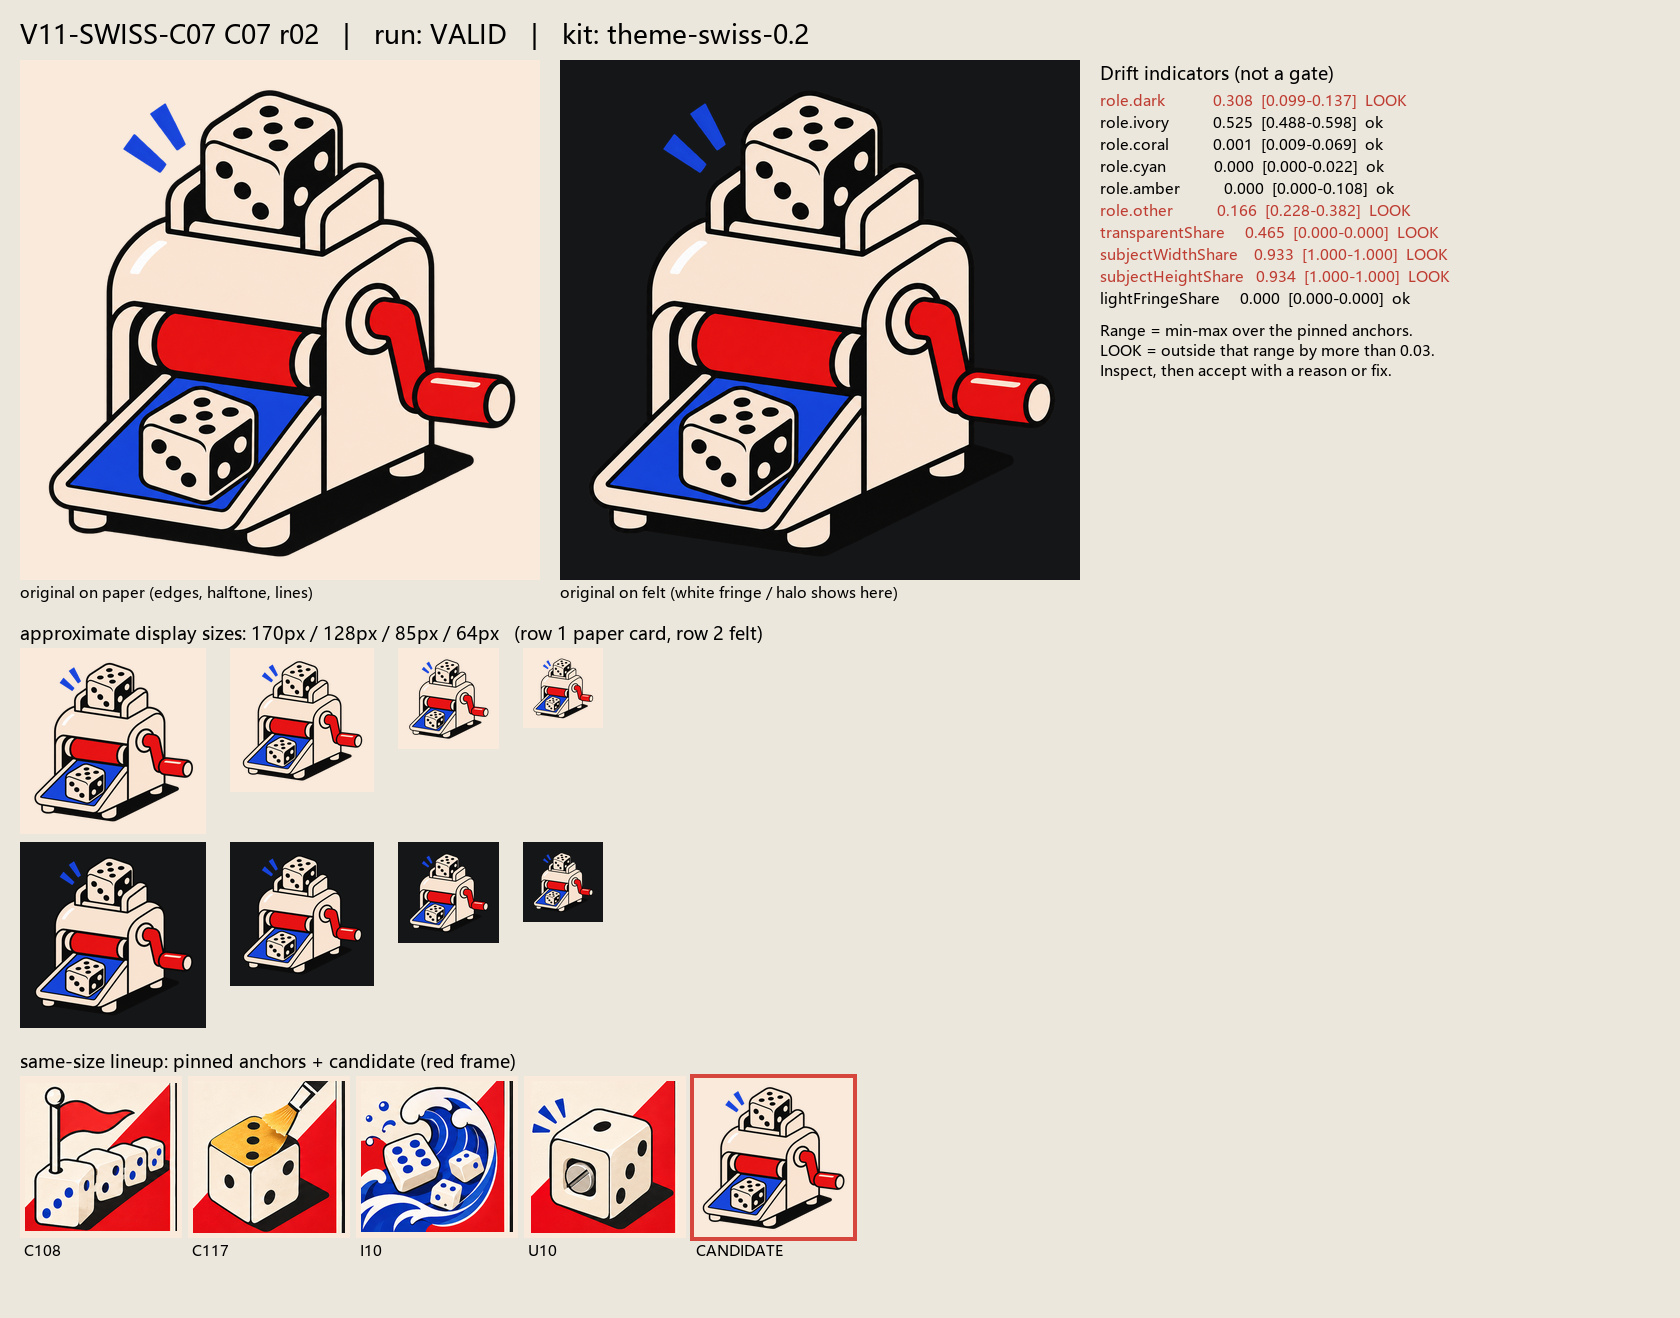 V11-SWISS-C07 C07 r02 | run: VALID | kit: theme-swiss-0.2
Drift indicators (not a gate)
role.dark 0.308 [0.099-0.137] LOOK
role.ivory 0.525 [0.488-0.598] ok
role.coral 0.001 [0.009-0.069] ok
role.cyan 0.000 [0.000-0.022] ok
role.amber 0.000 [0.000-0.108] ok
role.other 0.166 [0.228-0.382] LOOK
transparentShare 0.465 [0.000-0.000] LOOK
subjectWidthShare 0.933 [1.000-1.000] LOOK
subjectHeightShare 0.934 [1.000-1.000] LOOK
lightFringeShare 0.000 [0.000-0.000] ok
Range = min-max over the pinned anchors.
LOOK = outside that range by more than 0.03.
Inspect, then accept with a reason or fix.
original on paper (edges, halftone, lines)
original on felt (white fringe / halo shows here)
approximate display sizes: 170px / 128px / 85px / 64px (row 1 paper card, row 2 felt)
same-size lineup: pinned anchors + candidate (red frame)
C108
C117
I10
U10
CANDIDATE